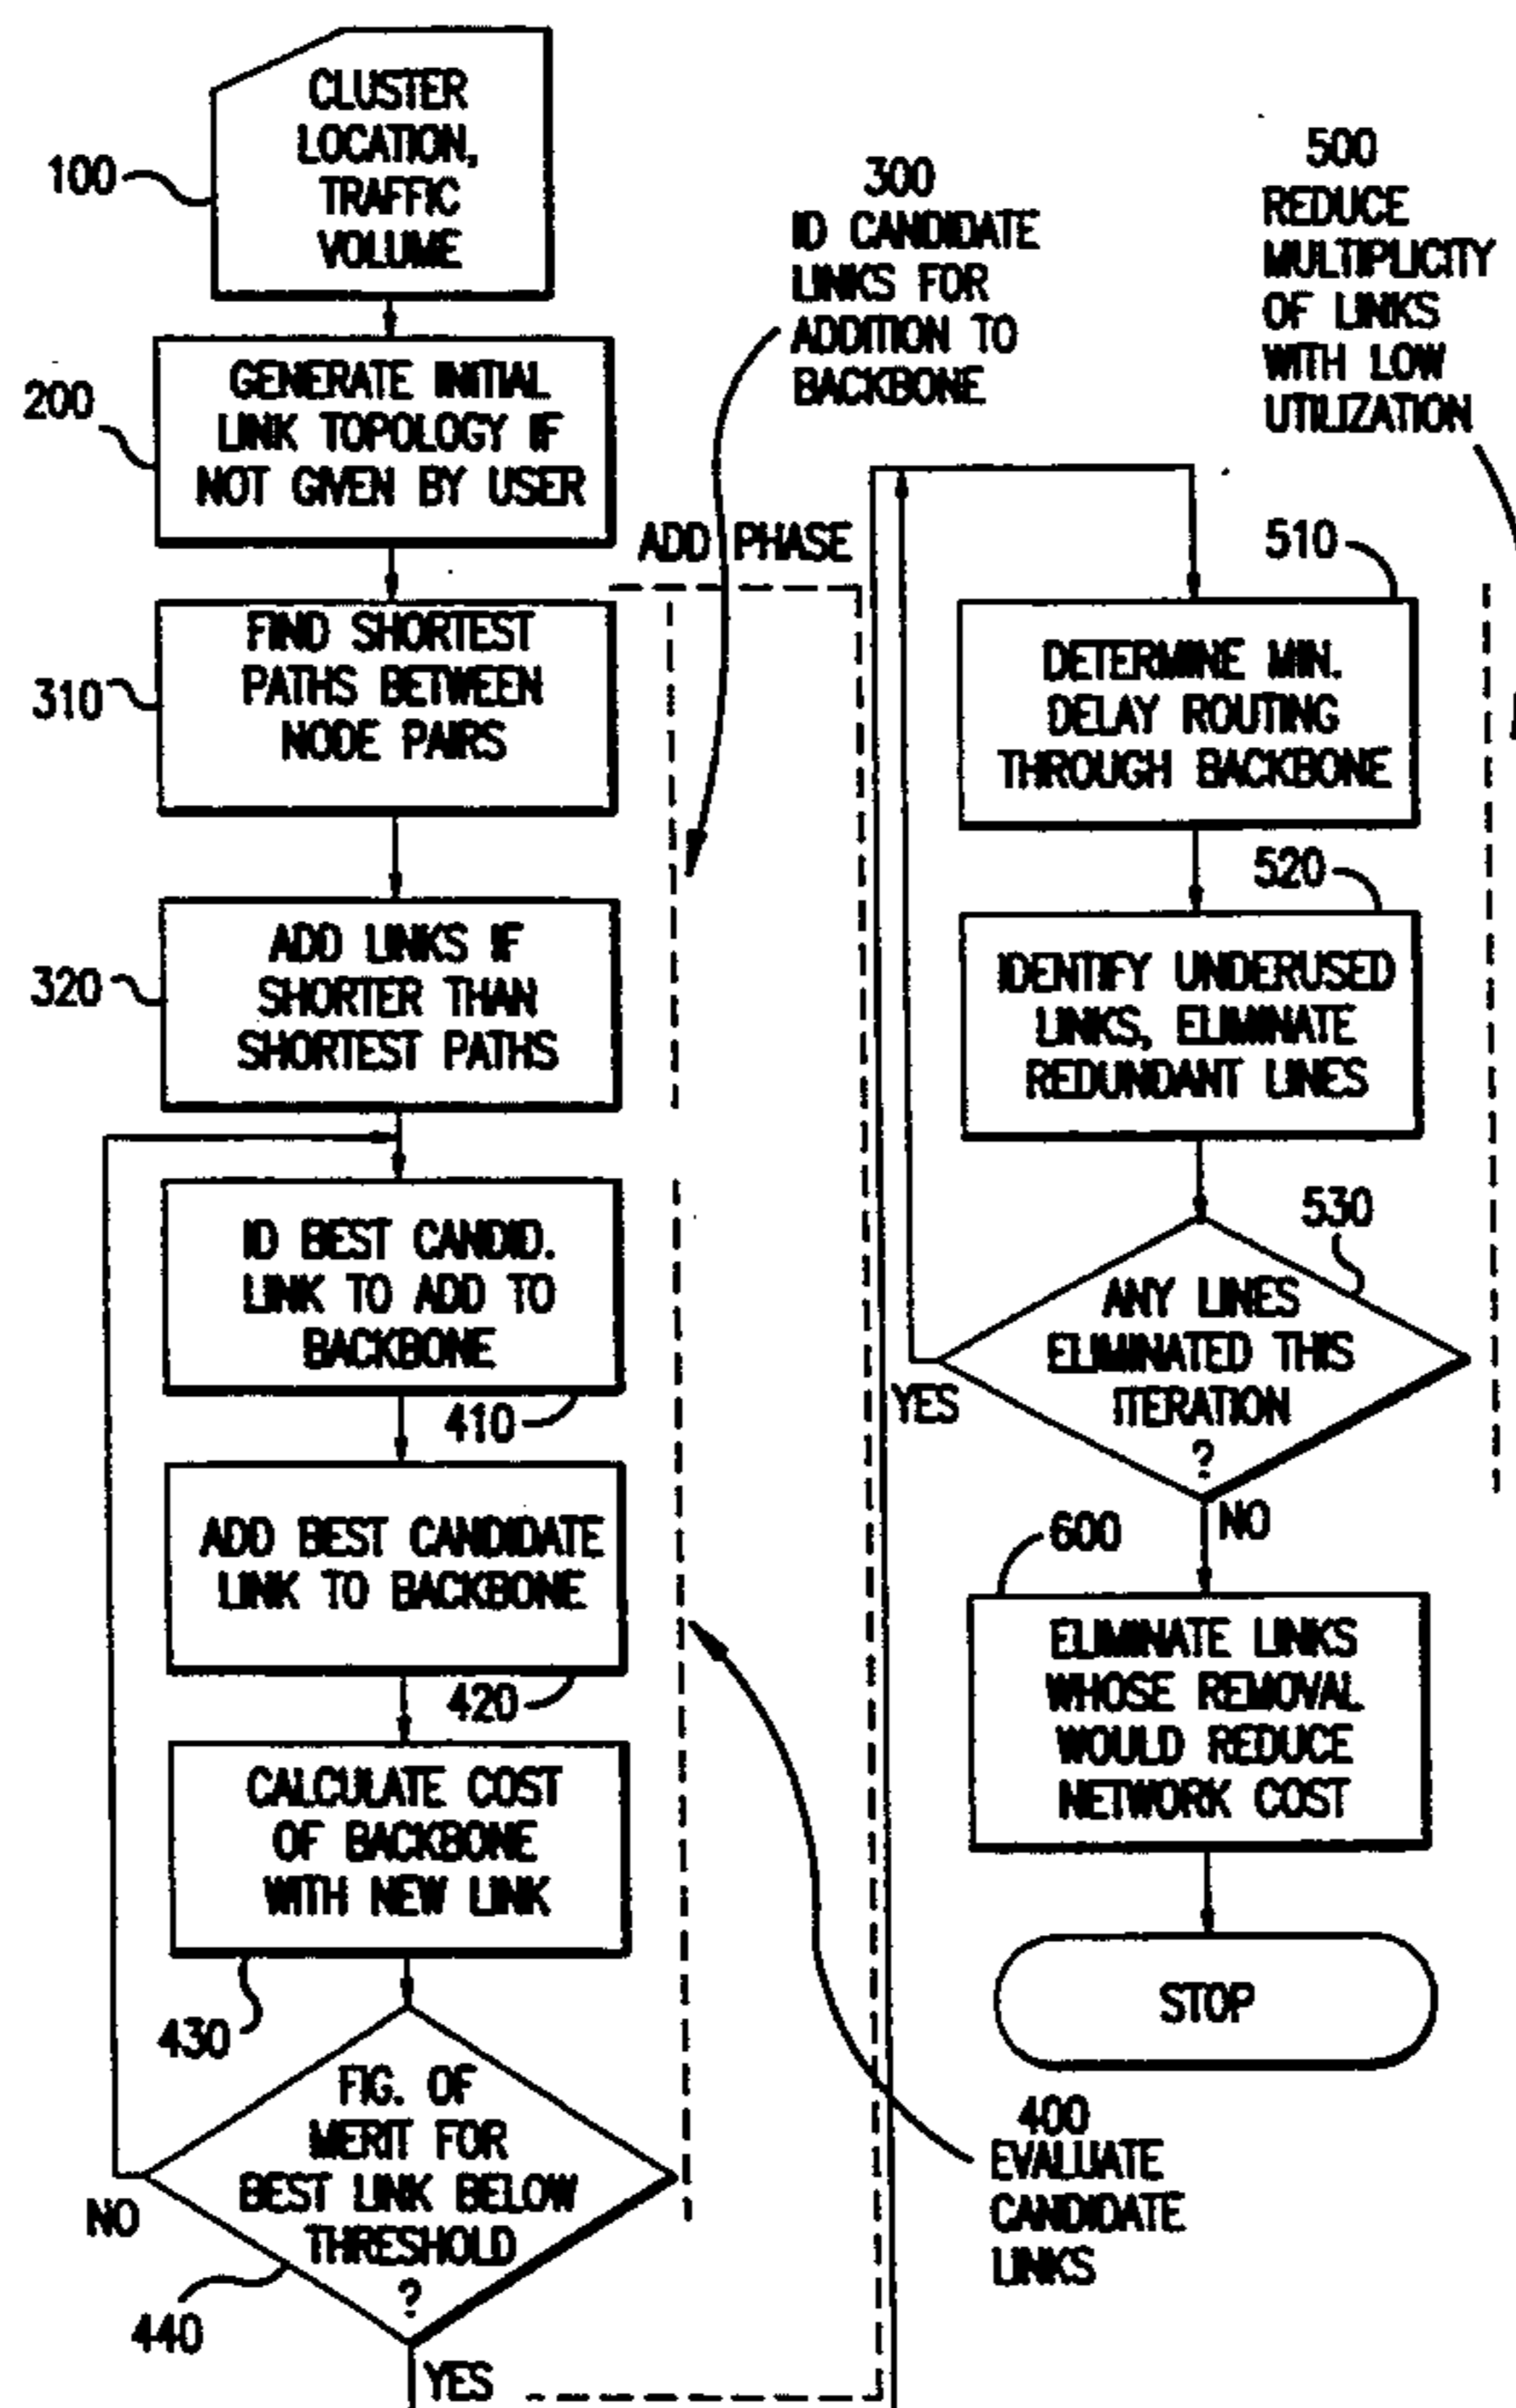 100
CLUSTER
LOCATION,
TRAFFIC
VOLUME
200
GENERATE INITIAL
LINK TOPOLOGY IF
NOT GIVEN BY USER
ADD PHASE
310
FIND SHORTEST
PATHS BETWEEN
NODE PAIRS
300
ID CANDIDATE
LINKS FOR
ADDITION TO
BACKBONE
320
ADD LINKS IF
SHORTER THAN
SHORTEST PATHS
ID BEST CANDID.
LINK TO ADD TO
BACKBONE
410
ADD BEST CANDIDATE
LINK TO BACKBONE
420
CALCULATE COST
OF BACKBONE
WITH NEW LINK
430
FIG. OF
MERIT FOR
BEST LINK BELOW
THRESHOLD
?
NO
440
YES
400
EVALUATE
CANDIDATE
LINKS
500
REDUCE
MULTIPLICITY
OF LINKS
WITH LOW
UTILIZATION
510
DETERMINE MIN.
DELAY ROUTING
THROUGH BACKBONE
520
IDENTIFY UNDERUSED
LINKS, ELIMINATE
REDUNDANT LINES
530
ANY LINES
ELIMINATED THIS
ITERATION
?
YES
NO
600
ELIMINATE LINKS
WHOSE REMOVAL
WOULD REDUCE
NETWORK COST
STOP